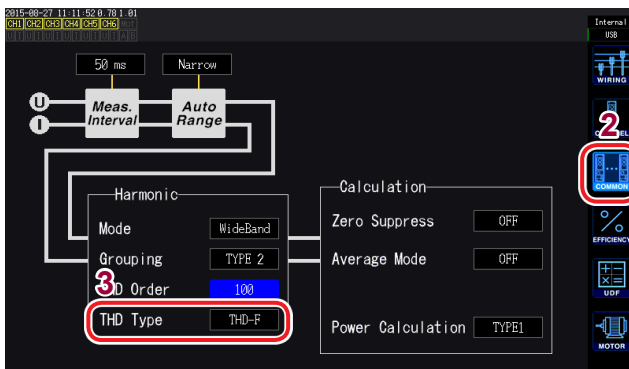 2015-08-27 11:11:52 0.78 1.01
CH1 CH2 CH3 CH4 CH5 CH6
U I U I U I U I U I U I A B
Internal
USB
50 ms
Narrow
WIRING
U
I
Meas.
Interval
Auto
Range
2
COMMON
Harmonic
Calculation
Mode
WideBand
Zero Suppress
OFF
EFFICIENCY
Grouping
TYPE 2
Average Mode
OFF
3
Order
100
UDF
THD Type
THD-F
Power Calculation
TYPE1
MOTOR